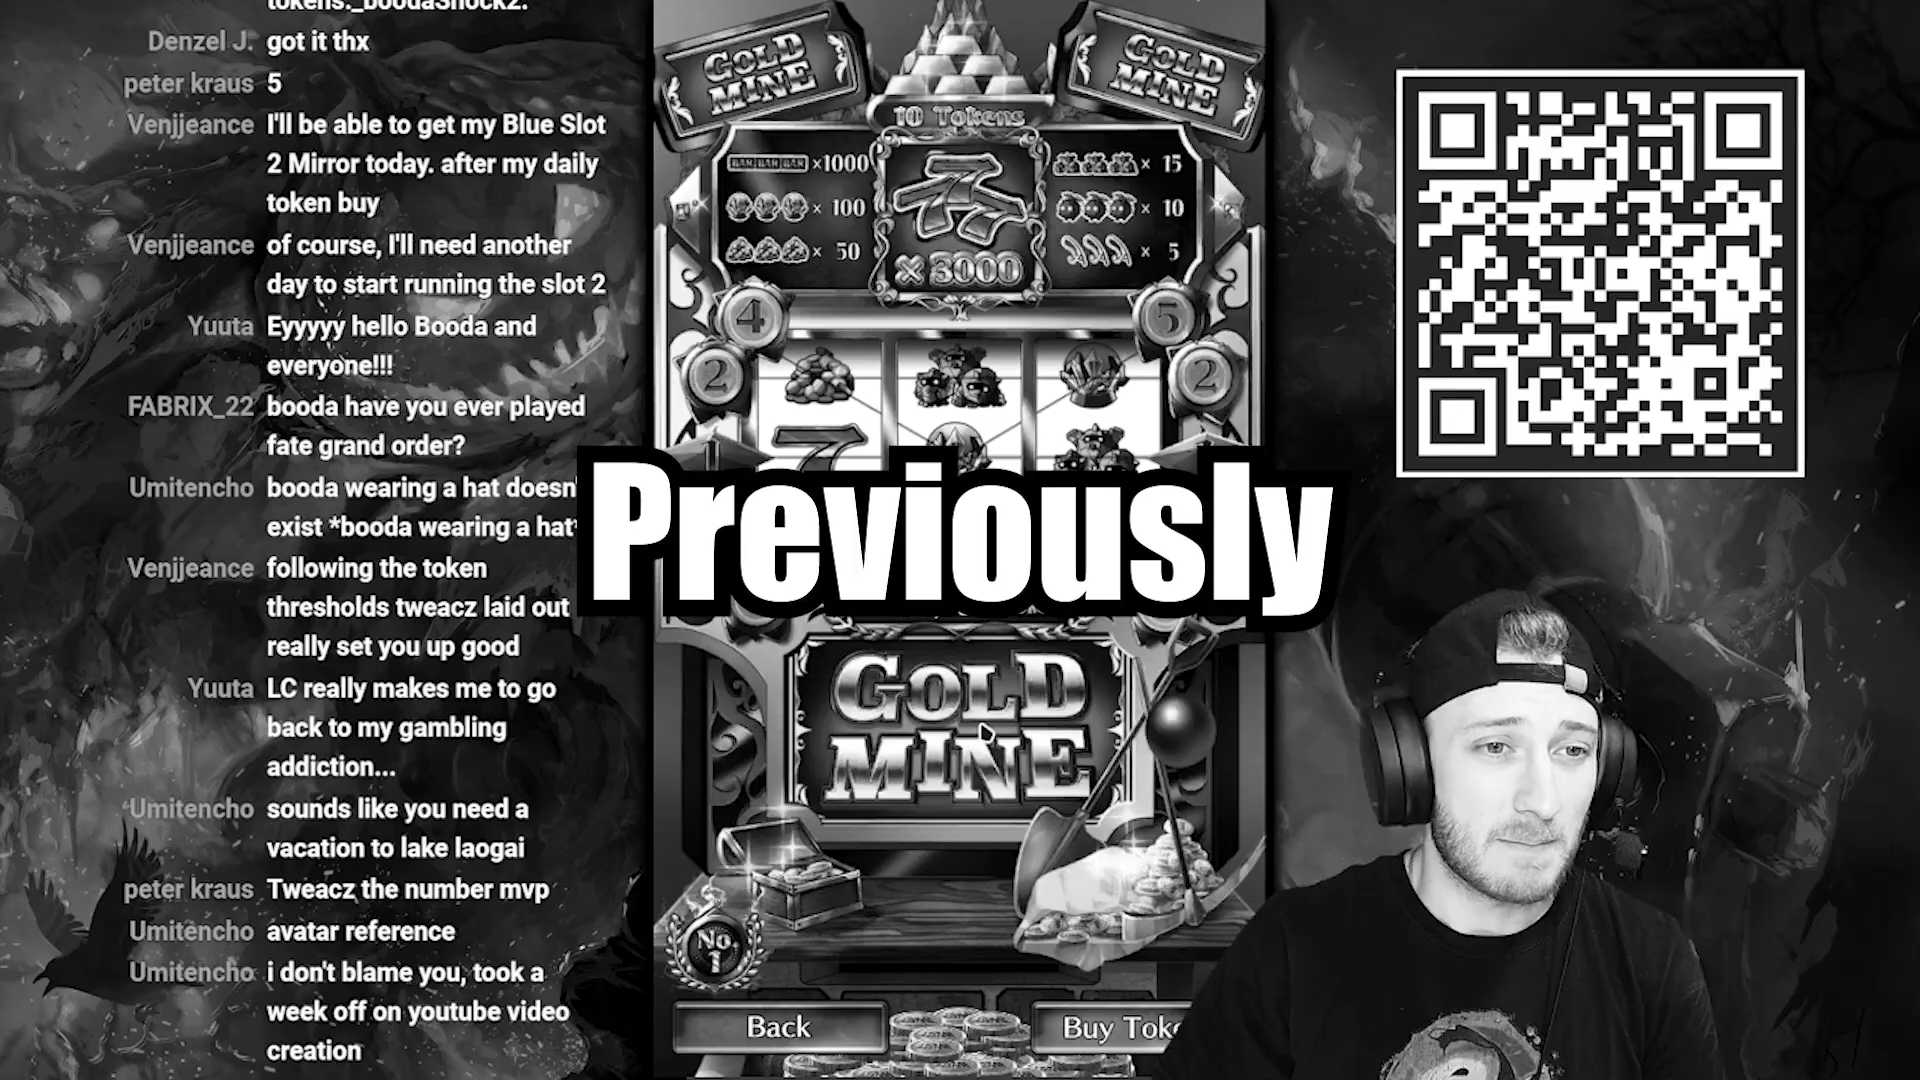 tokens:_boodaShock2:
Denzel J. got it thx
peter kraus 5
Venjjeance I'll be able to get my Blue Slot
2 Mirror today. after my daily
token buy
Venjjeance of course, I'll need another
day to start running the slot 2
Yuuta Eyyyyy hello Booda and
everyone!!!
FABRIX_22 booda have you ever played
fate grand order?
Umitencho booda wearing a hat doesn'
exist *booda wearing a hat*
Venjjeance following the token
thresholds tweacz laid out
really set you up good
Yuuta LC really makes me to go
back to my gambling
addiction...
Umitencho sounds like you need a
vacation to lake laogai
peter kraus Tweacz the number mvp
Umitencho avatar reference
Umitencho i don't blame you, took a
week off on youtube video
creation
GOLD
MINE
GOLD
MINE
10 Tokens
BAR BAR BAR ×1000
× 100
× 50
777
×3000
× 15
× 10
× 5
4
5
2
2
7
Previously
GOLD
MINE
No.
1
Back
Buy Toke